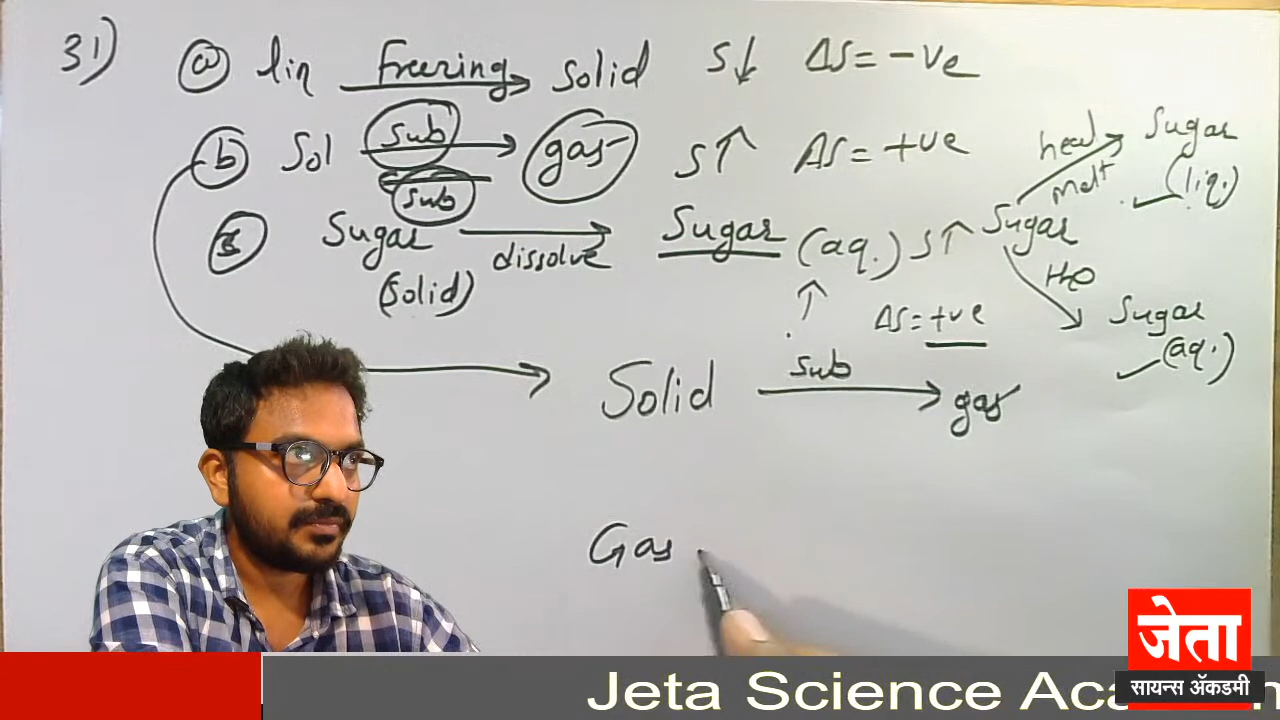 31) (a) liq Freezing Solid S↓ ΔS = -ve
(b) Sol Sub gas S↑ ΔS = +ve
Sub
Sugar dissolve Sugar (aq.) S↑
(Solid)
ΔS = +ve
heat Sugar
melt (liq.)
Sugar
H2O
Sugar
(aq.)
Solid Sub gas
Gas
जेता
सायन्स अॅकडमी
Jeta Science Aca